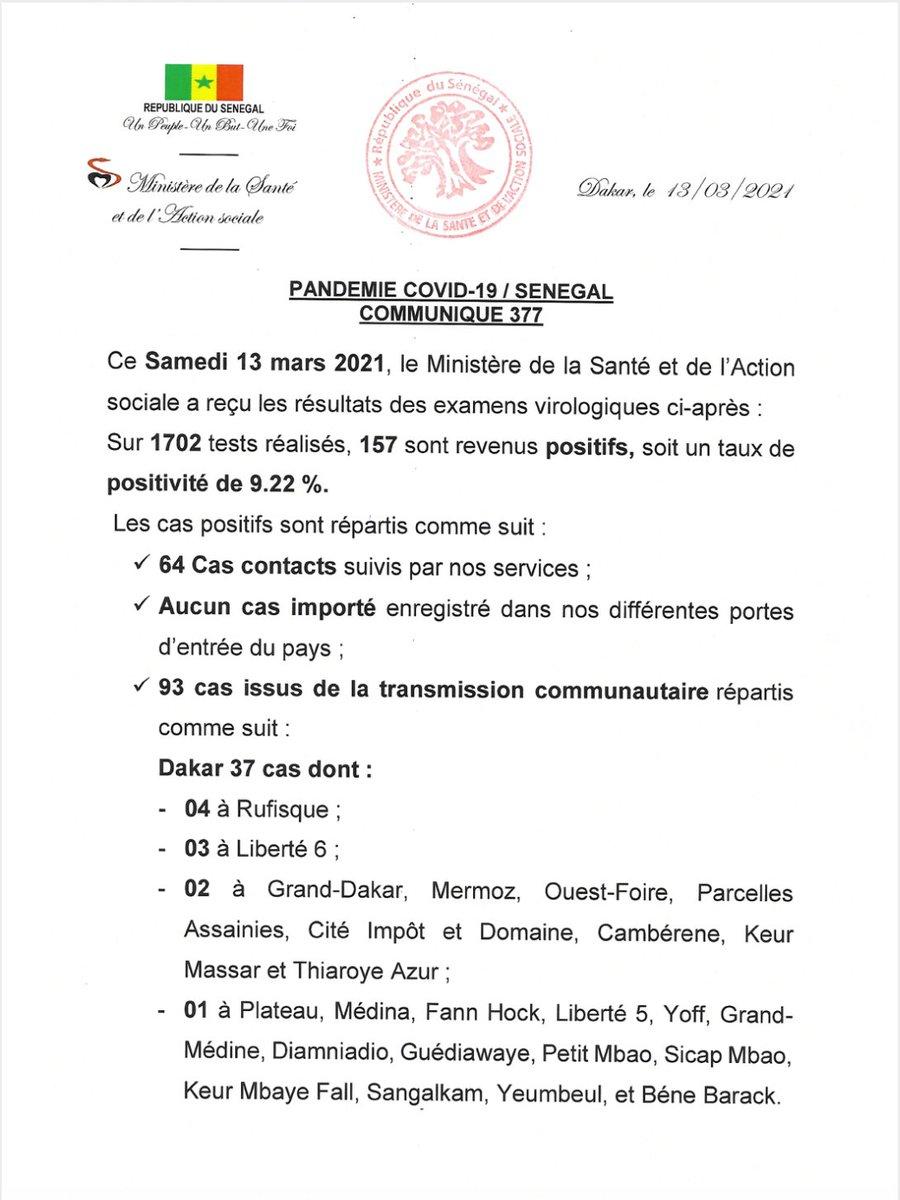 REPUBLIQUE DU SENEGAL
Un Peuple - Un But - Une Foi
Ministère de la Santé
et de l'Action sociale
★ République du Sénégal ★
MINISTÈRE DE LA SANTE ET DE L'ACTION SOCIALE
Dakar, le 13/03/2021
PANDEMIE COVID-19 / SENEGAL
COMMUNIQUE 377
Ce Samedi 13 mars 2021, le Ministère de la Santé et de l'Action
sociale a reçu les résultats des examens virologiques ci-après :
Sur 1702 tests réalisés, 157 sont revenus positifs, soit un taux de
positivité de 9.22 %.
Les cas positifs sont répartis comme suit :
✓ 64 Cas contacts suivis par nos services ;
✓ Aucun cas importé enregistré dans nos différentes portes
d'entrée du pays ;
✓ 93 cas issus de la transmission communautaire répartis
comme suit :
Dakar 37 cas dont :
- 04 à Rufisque ;
- 03 à Liberté 6 ;
- 02 à Grand-Dakar, Mermoz, Ouest-Foire, Parcelles
Assainies, Cité Impôt et Domaine, Cambérene, Keur
Massar et Thiaroye Azur ;
- 01 à Plateau, Médina, Fann Hock, Liberté 5, Yoff, Grand-
Médine, Diamniadio, Guédiawaye, Petit Mbao, Sicap Mbao,
Keur Mbaye Fall, Sangalkam, Yeumbeul, et Béne Barack.